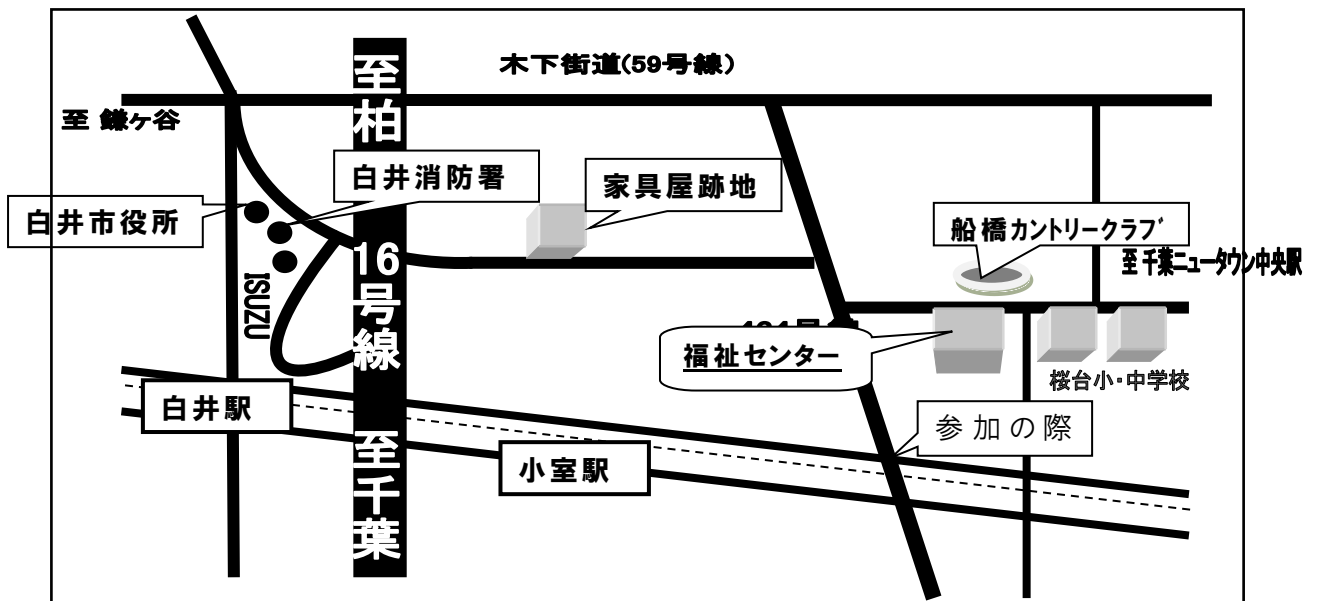 木下街道(59号線)
至 鎌ヶ谷
至柏
16号線
至千葉
白井消防署
家具屋跡地
白井市役所
船橋カントリークラブ
至 千葉ニュータウン中央駅
ISUZU
福祉センター
桜台小・中学校
白井駅
参加の際
小室駅